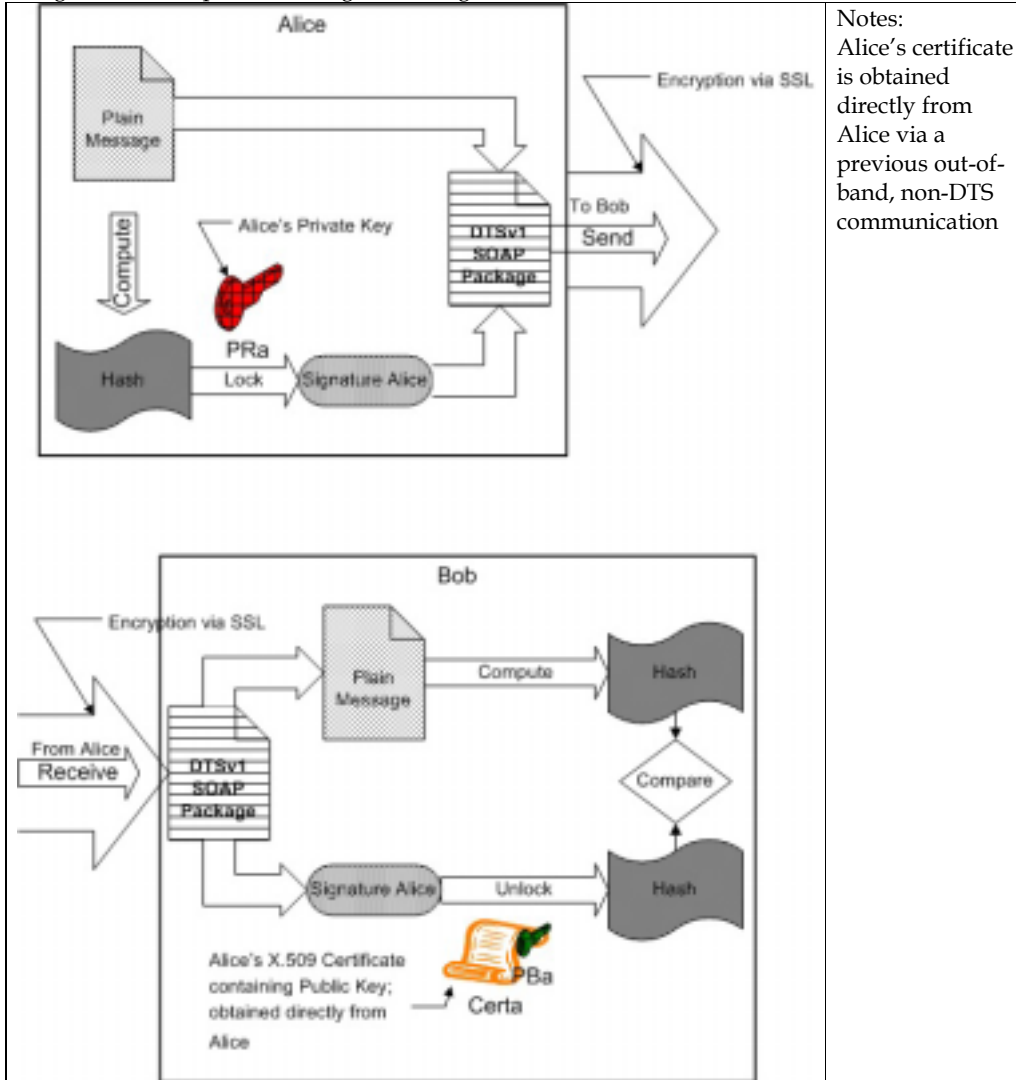 Alice
Plain
Message
Encryption via SSL
Compute
Alice's Private Key
To Bob
Send
DTSv1
SOAP
Package
PRa
Hash
Lock
Signature Alice
Notes:
Alice's certificate
is obtained
directly from
Alice via a
previous out-of-
band, non-DTS
communication
Bob
Encryption via SSL
Plain
Message
Compute
Hash
From Alice
Receive
DTSv1
SOAP
Package
Compare
Signature Alice
Unlock
Hash
Alice's X.509 Certificate
containing Public Key;
obtained directly from
Alice
PBa
Certa